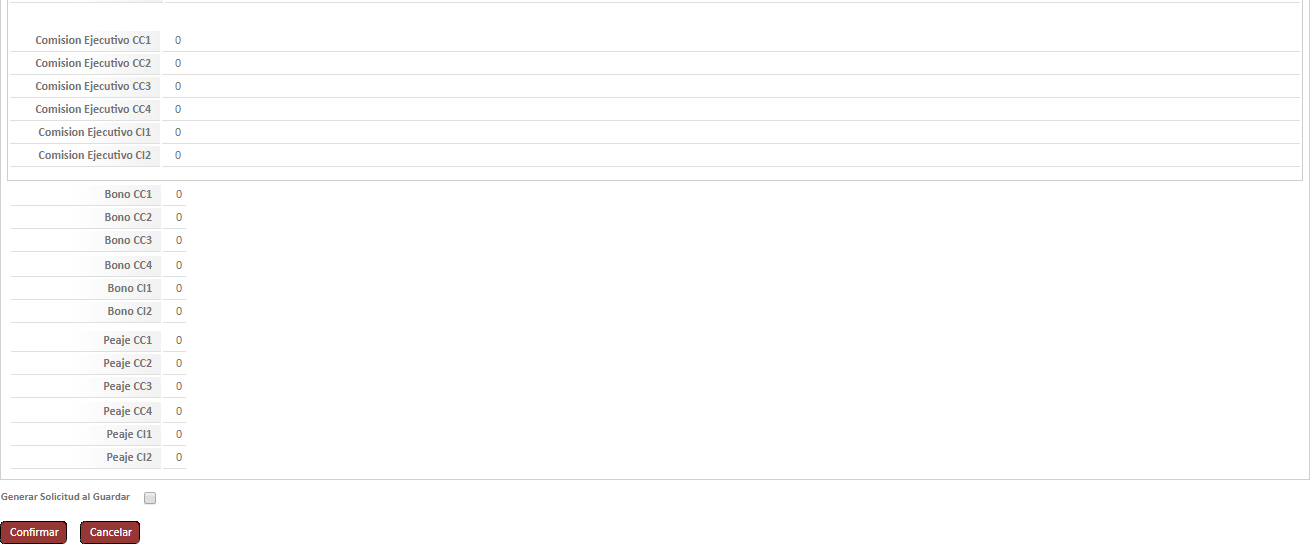 Comision Ejecutivo CC1 0
Comision Ejecutivo CC2 0
Comision Ejecutivo CC3 0
Comision Ejecutivo CC4 0
Comision Ejecutivo CI1 0
Comision Ejecutivo CI2 0
Bono CC1 0
Bono CC2 0
Bono CC3 0
Bono CC4 0
Bono CI1 0
Bono CI2 0
Peaje CC1 0
Peaje CC2 0
Peaje CC3 0
Peaje CC4 0
Peaje CI1 0
Peaje CI2 0
Generar Solicitud al Guardar
Confirmar Cancelar